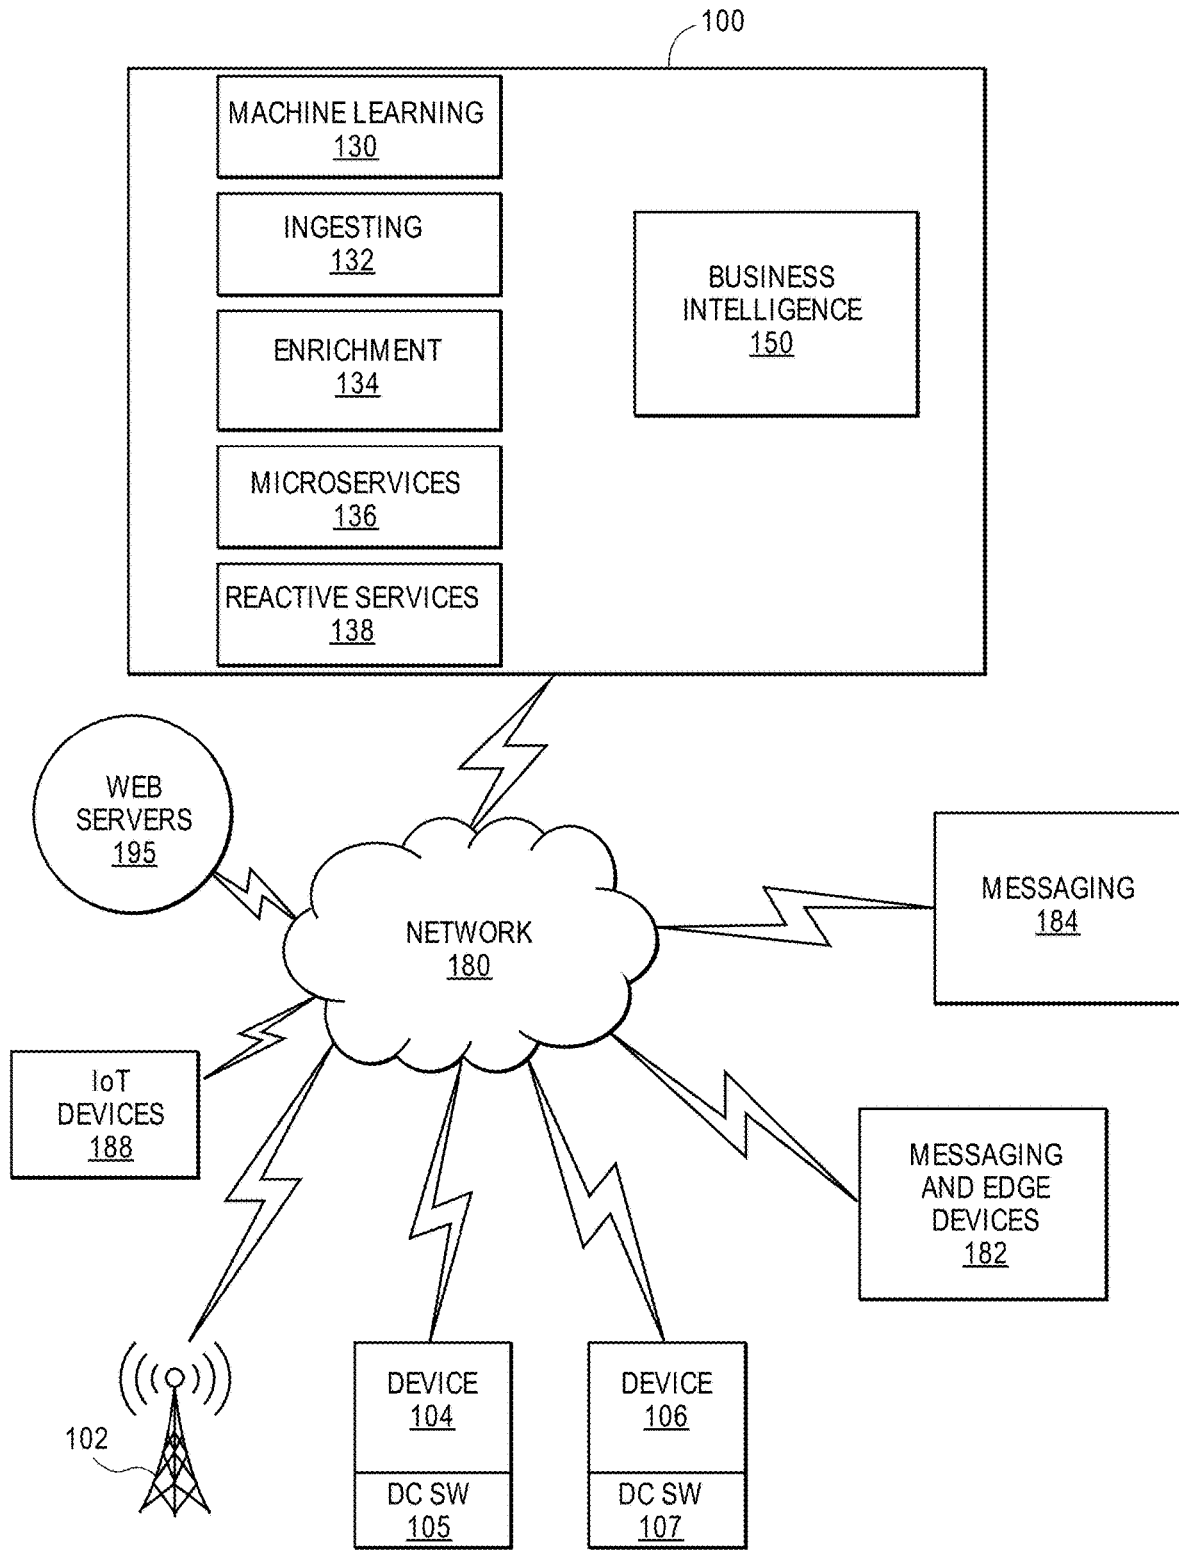 100
MACHINE LEARNING
130
INGESTING
132
ENRICHMENT
134
MICROSERVICES
136
REACTIVE SERVICES
138
BUSINESS
INTELLIGENCE
150
WEB
SERVERS
195
NETWORK
180
MESSAGING
184
IoT
DEVICES
188
MESSAGING
AND EDGE
DEVICES
182
102
DEVICE
104
DC SW
105
DEVICE
106
DC SW
107